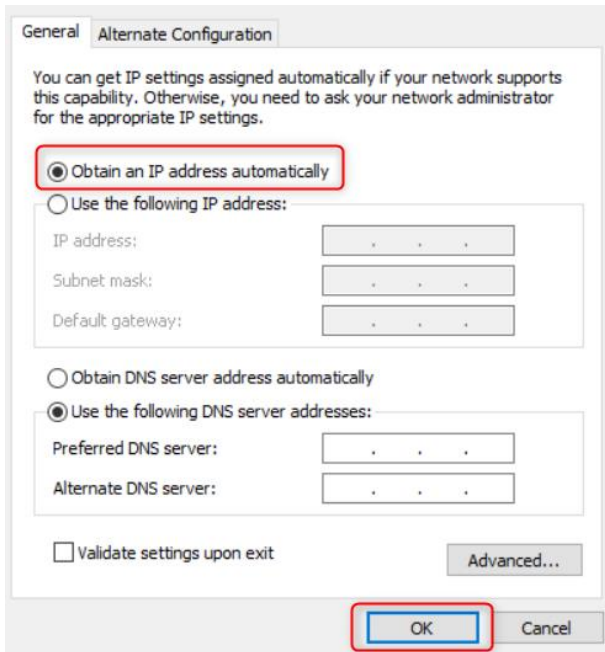 General
Alternate Configuration
You can get IP settings assigned automatically if your network supports
this capability. Otherwise, you need to ask your network administrator
for the appropriate IP settings.
Obtain an IP address automatically
Use the following IP address:
IP address:
Subnet mask:
Default gateway:
Obtain DNS server address automatically
Use the following DNS server addresses:
Preferred DNS server:
Alternate DNS server:
Validate settings upon exit
Advanced...
OK
Cancel